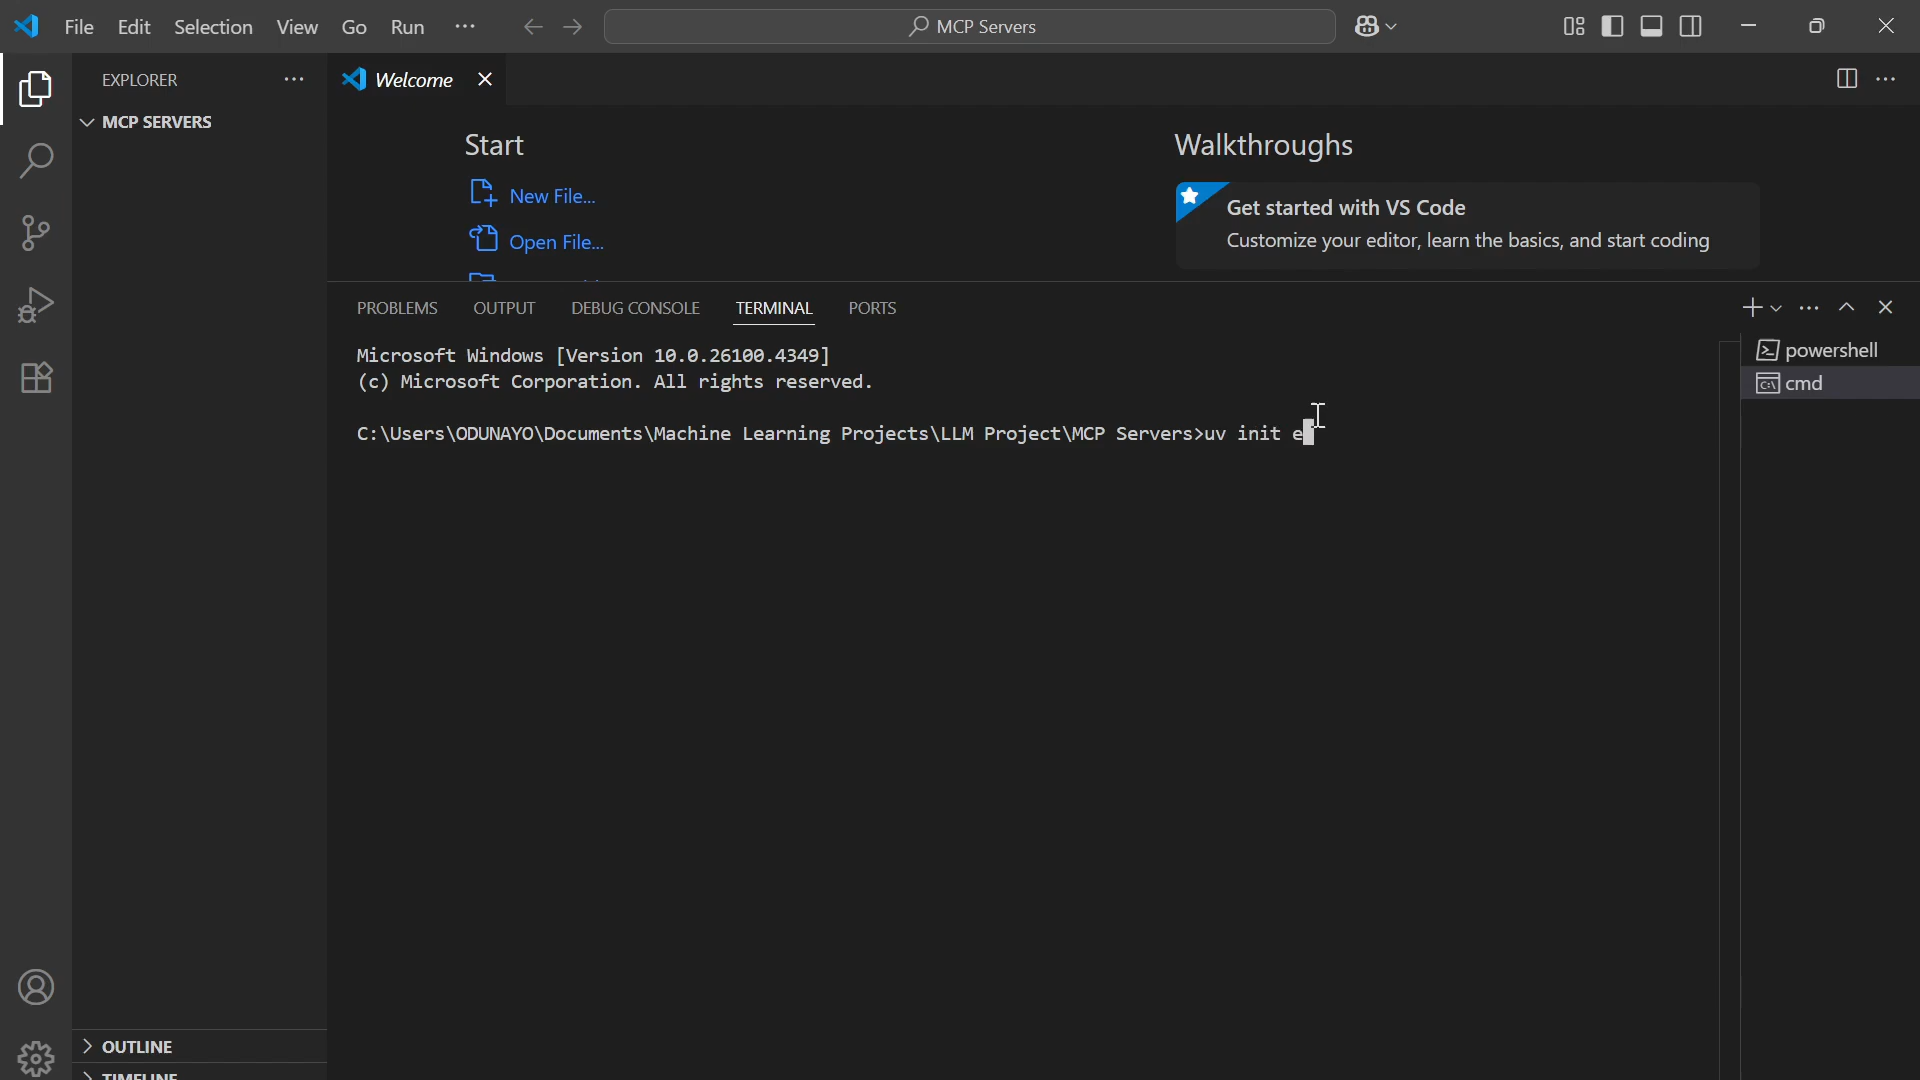 File Edit Selection View Go Run ···
MCP Servers
EXPLORER ···
MCP SERVERS
Welcome
Start
New File...
Open File...
Walkthroughs
Get started with VS Code
Customize your editor, learn the basics, and start coding
PROBLEMS OUTPUT DEBUG CONSOLE TERMINAL PORTS
Microsoft Windows [Version 10.0.26100.4349]
(c) Microsoft Corporation. All rights reserved.
C:\Users\ODUNAYO\Documents\Machine Learning Projects\LLM Project\MCP Servers>uv init e
powershell
cmd
OUTLINE
TIMELINE